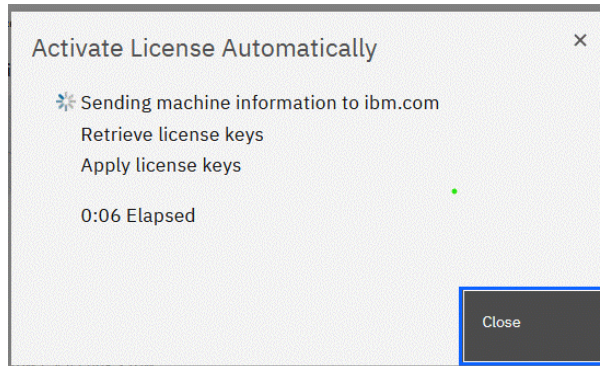 Activate License Automatically
Sending machine information to ibm.com
Retrieve license keys
Apply license keys
0:06 Elapsed
Close